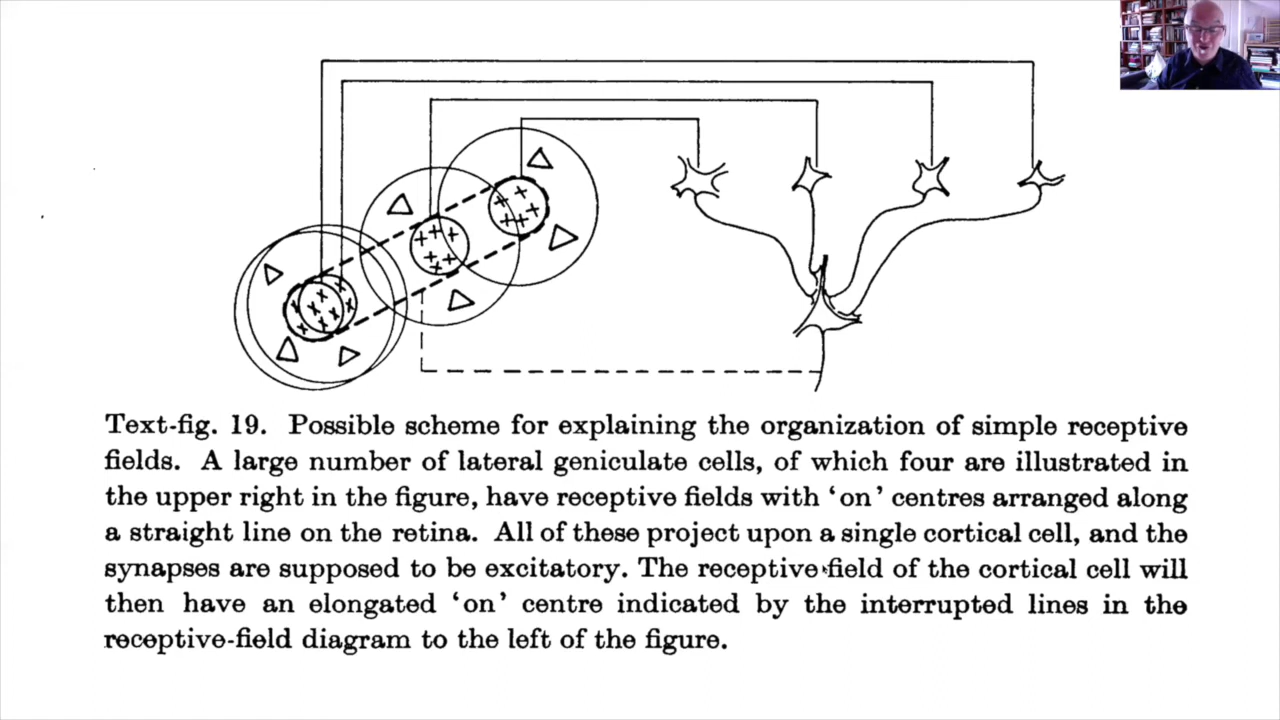 Text-fig. 19. Possible scheme for explaining the organization of simple receptive
fields. A large number of lateral geniculate cells, of which four are illustrated in
the upper right in the figure, have receptive fields with ‘on’ centres arranged along
a straight line on the retina. All of these project upon a single cortical cell, and the
synapses are supposed to be excitatory. The receptive-field of the cortical cell will
then have an elongated ‘on’ centre indicated by the interrupted lines in the
receptive-field diagram to the left of the figure.